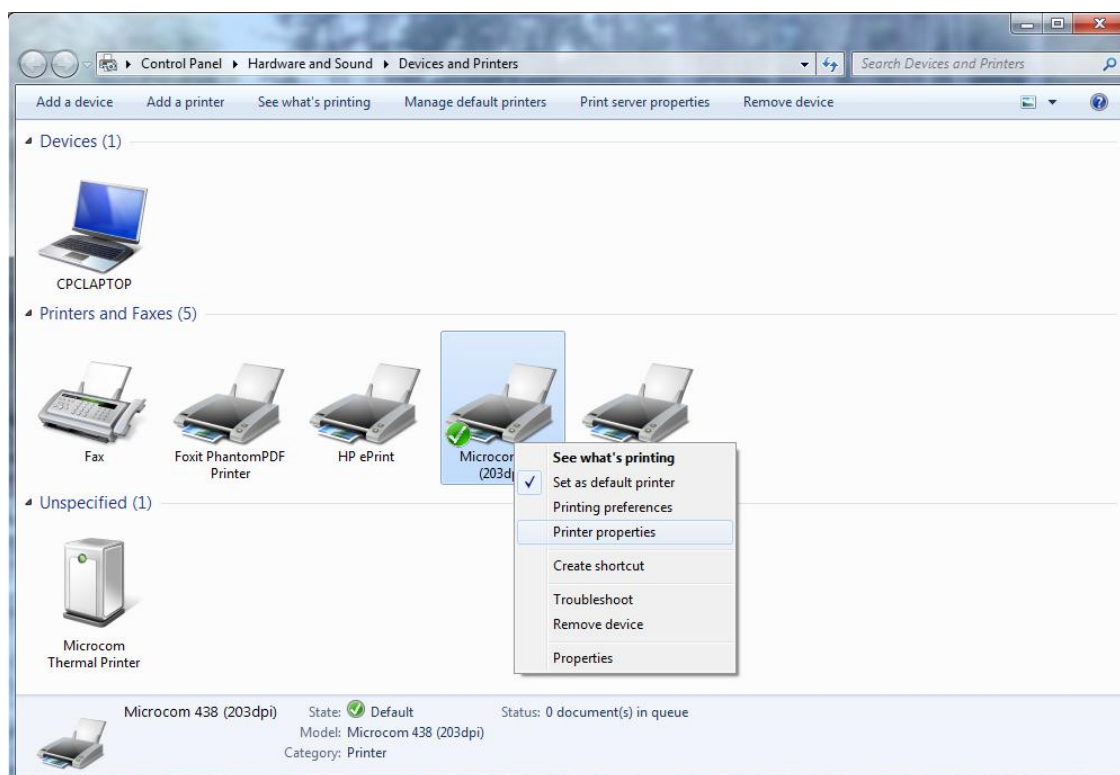 Control Panel ▸ Hardware and Sound ▸ Devices and Printers
Search Devices and Printers
Add a device Add a printer See what's printing Manage default printers Print server properties Remove device
Devices (1)
CPCLAPTOP
Printers and Faxes (5)
Fax
Foxit PhantomPDF
Printer
HP ePrint
(203d
See what's printing
Set as default printer
Printing preferences
Printer properties
Create shortcut
Troubleshoot
Remove device
Properties
Unspecified (1)
Microcom
Thermal Printer
Microcom 438 (203dpi) State: Default Status: 0 document(s) in queue
Model: Microcom 438 (203dpi)
Category: Printer